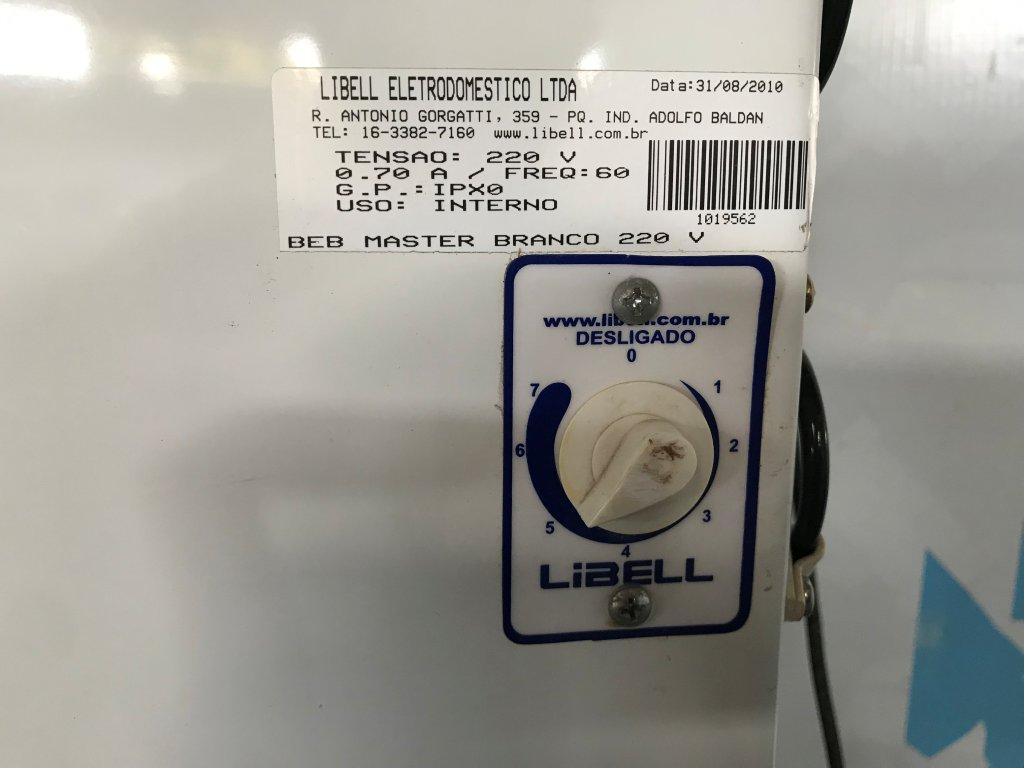 LIBELL ELETRODOMESTICO LTDA Data:31/08/2010
R. ANTONIO GORGATTI, 359 - PQ. IND. ADOLFO BALDAN
TEL: 16-3382-7160 www.libell.com.br
TENSAO: 220 V
0.70 A / FREQ:60
G.P.:IPX0
USO: INTERNO
1019562
BEB MASTER BRANCO 220 V
www.libell.com.br
DESLIGADO
0
7 1
6 2
5 3
4
LiBELL